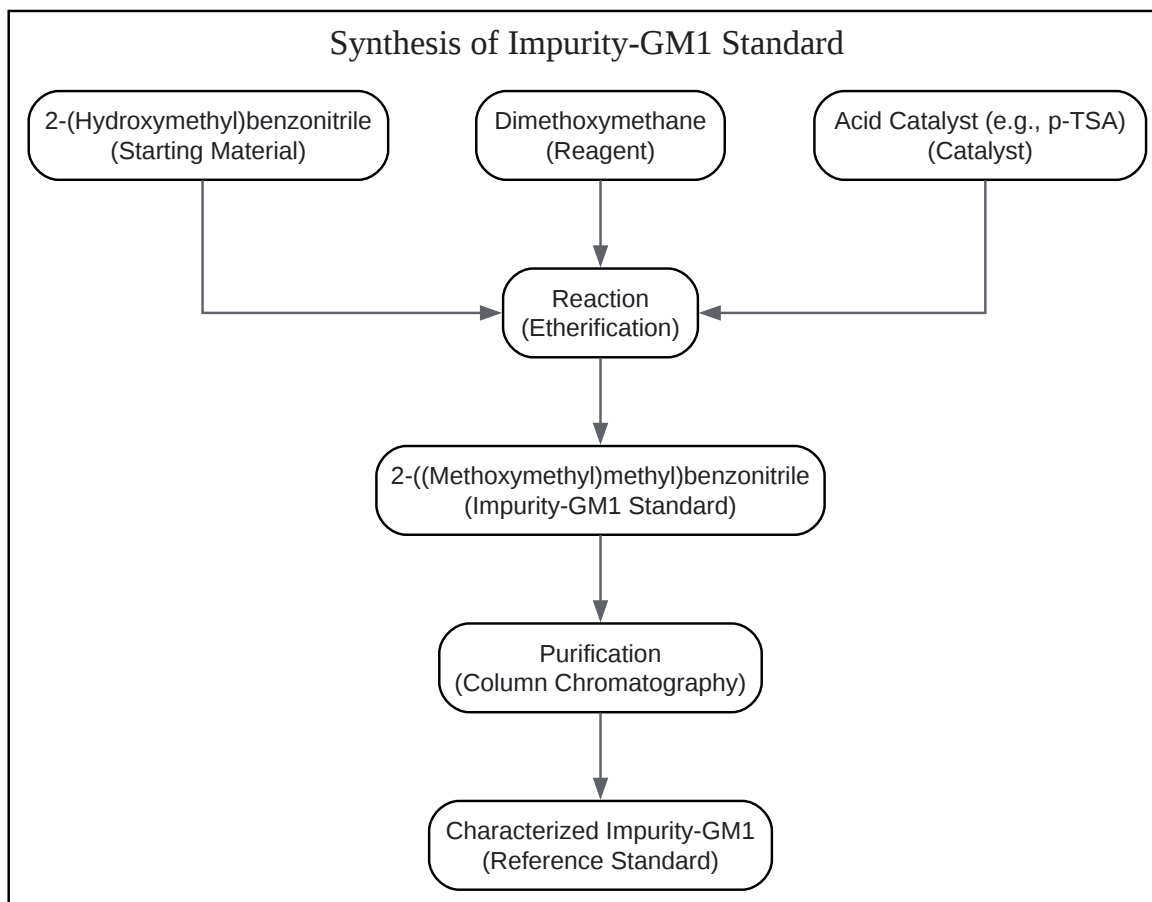 Synthesis of Impurity-GM1 Standard
2-(Hydroxymethyl)benzonitrile
(Starting Material)
Dimethoxymethane
(Reagent)
Acid Catalyst (e.g., p-TSA)
(Catalyst)
Reaction
(Etherification)
2-((Methoxymethyl)methyl)benzonitrile
(Impurity-GM1 Standard)
Purification
(Column Chromatography)
Characterized Impurity-GM1
(Reference Standard)